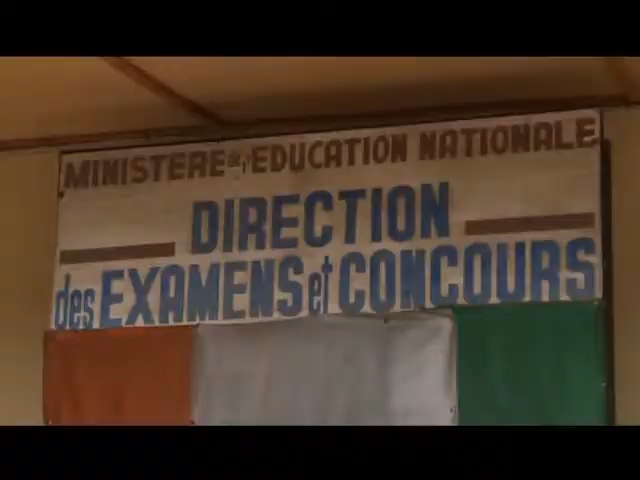 MINISTERE de l'EDUCATION NATIONALE
DIRECTION
des EXAMENS et CONCOURS